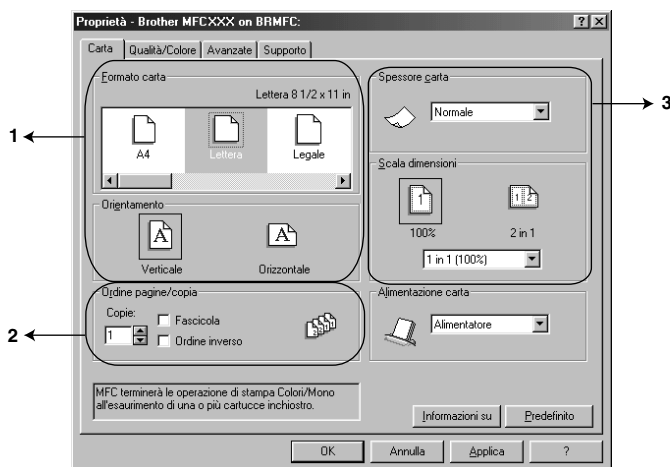 Proprietà - Brother MFCXXX on BRMFC:
? X
Carta Qualità/Colore Avanzate Supporto
Formato carta
Lettera 8 1/2 x 11 in
A4 Lettera Legale
Orientamento
A A
Verticale Orizzontale
Ordine pagine/copia
Copie:
1
Fascicola
Ordine inverso
Spessore carta
Normale
Scala dimensioni
1 1 2
100% 2 in 1
1 in 1 (100%)
Alimentazione carta
Alimentatore
MFC terminerà le operazione di stampa Colori/Mono
all'esaurimento di una o più cartucce inchiostro.
Informazioni su Predefinito
OK Annulla Applica ?
1
2
3